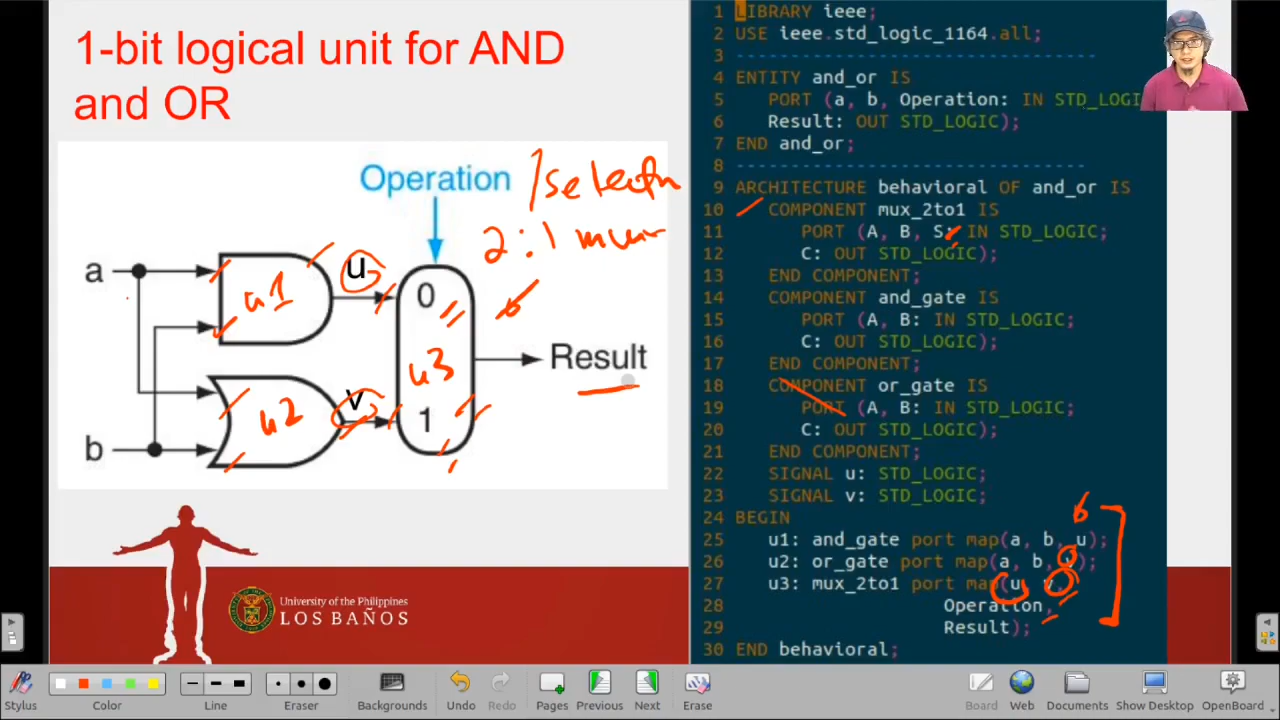 1-bit logical unit for AND
and OR
Operation
/selectn
2:1 mux
a
u1
u
0
u3
Result
u2
v
1
b
University of the Philippines
LOS BAÑOS
1 LIBRARY ieee;
2 USE ieee.std_logic_1164.all;
3 ---------------------------------
4 ENTITY and_or IS
5 PORT (a, b, Operation: IN STD_LOGI
6 Result: OUT STD_LOGIC);
7 END and_or;
8 --------------------------------
9 ARCHITECTURE behavioral OF and_or IS
10 COMPONENT mux_2to1 IS
11 PORT (A, B, S: IN STD_LOGIC;
12 C: OUT STD_LOGIC);
13 END COMPONENT;
14 COMPONENT and_gate IS
15 PORT (A, B: IN STD_LOGIC;
16 C: OUT STD_LOGIC);
17 END COMPONENT;
18 COMPONENT or_gate IS
19 PORT (A, B: IN STD_LOGIC;
20 C: OUT STD_LOGIC);
21 END COMPONENT;
22 SIGNAL u: STD_LOGIC;
23 SIGNAL v: STD_LOGIC;
24 BEGIN
25 u1: and_gate port map(a, b, u);
26 u2: or_gate port map(a, b, v);
27 u3: mux_2to1 port map(u, v,
28 Operation,
29 Result);
30 END behavioral;
Stylus
Color
Line
Eraser
Backgrounds
Undo
Redo
Pages
Previous
Next
Erase
Board
Web
Documents
Show Desktop
OpenBoard